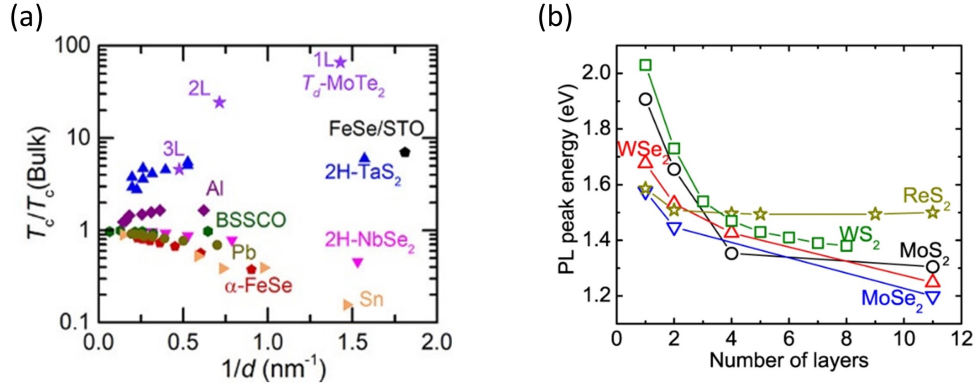 (a)
(b)
100
10
1
0.1
Tc/Tc(Bulk)
0.0
0.5
1.0
1.5
2.0
1/d (nm-1)
1L
Td-MoTe2
2L
3L
FeSe/STO
2H-TaS2
Al
BSSCO
Pb
2H-NbSe2
α-FeSe
Sn
2.0
1.8
1.6
1.4
1.2
PL peak energy (eV)
0
2
4
6
8
10
12
Number of layers
WSe2
ReS2
WS2
MoS2
MoSe2